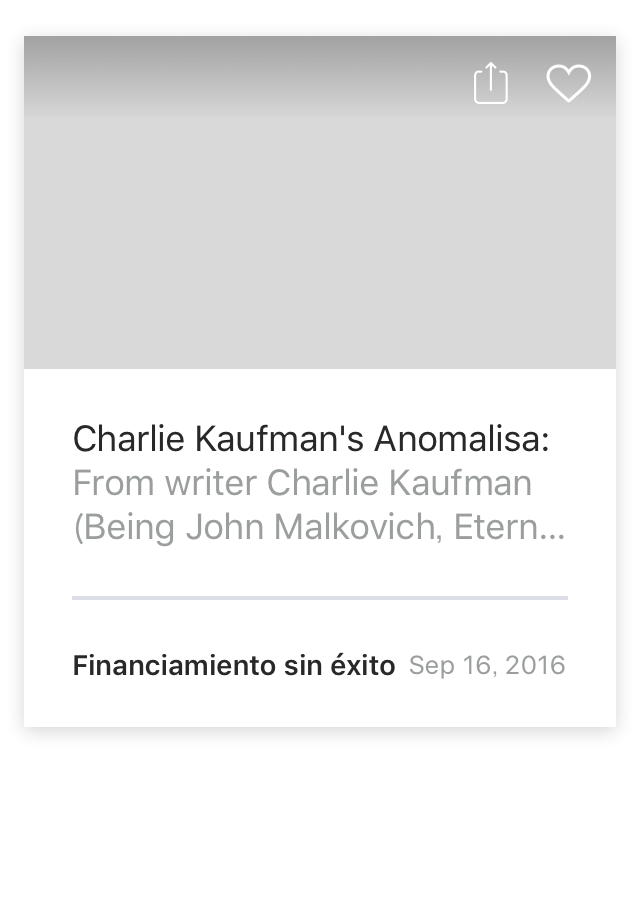 Charlie Kaufman's Anomalisa:
From writer Charlie Kaufman
(Being John Malkovich, Etern...
Financiamiento sin éxito Sep 16, 2016